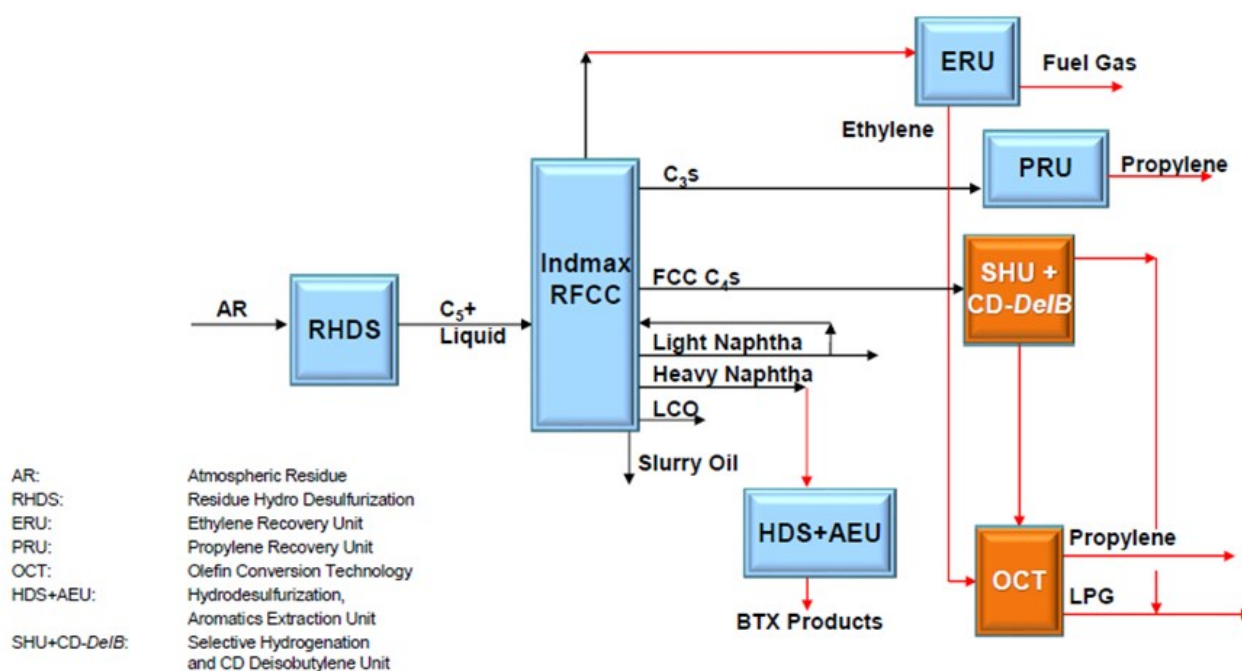 ERU
Fuel Gas
Ethylene
C₃s
PRU
Propylene
Indmax
RFCC
FCC C₄s
SHU +
CD-DeIB
AR
RHDS
C₅+
Liquid
Light Naphtha
Heavy Naphtha
LCO
Slurry Oil
HDS+AEU
BTX Products
OCT
Propylene
LPG
AR: Atmospheric Residue
RHDS: Residue Hydro Desulfurization
ERU: Ethylene Recovery Unit
PRU: Propylene Recovery Unit
OCT: Olefin Conversion Technology
HDS+AEU: Hydrodesulfurization,
Aromatics Extraction Unit
SHU+CD-DeIB: Selective Hydrogenation
and CD Deisobutylene Unit